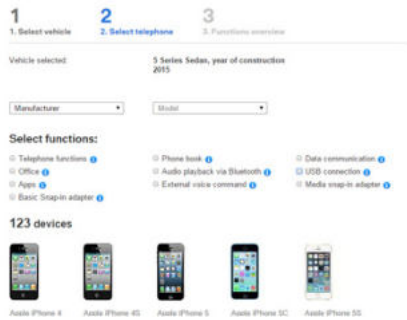 1 2 3
1. Select vehicle 2. Select telephone 3. Functions overview
Vehicle selected: 5 Series Sedan, year of construction
2015
Manufacturer Model
Select functions:
Telephone functions Phone book Data communication
Office Audio playback via Bluetooth USB connection
Apps External voice command Media snap-in adapter
Basic Snap-in adapter
123 devices
Apple iPhone 4 Apple iPhone 4S Apple iPhone 5 Apple iPhone 5C Apple iPhone 5S